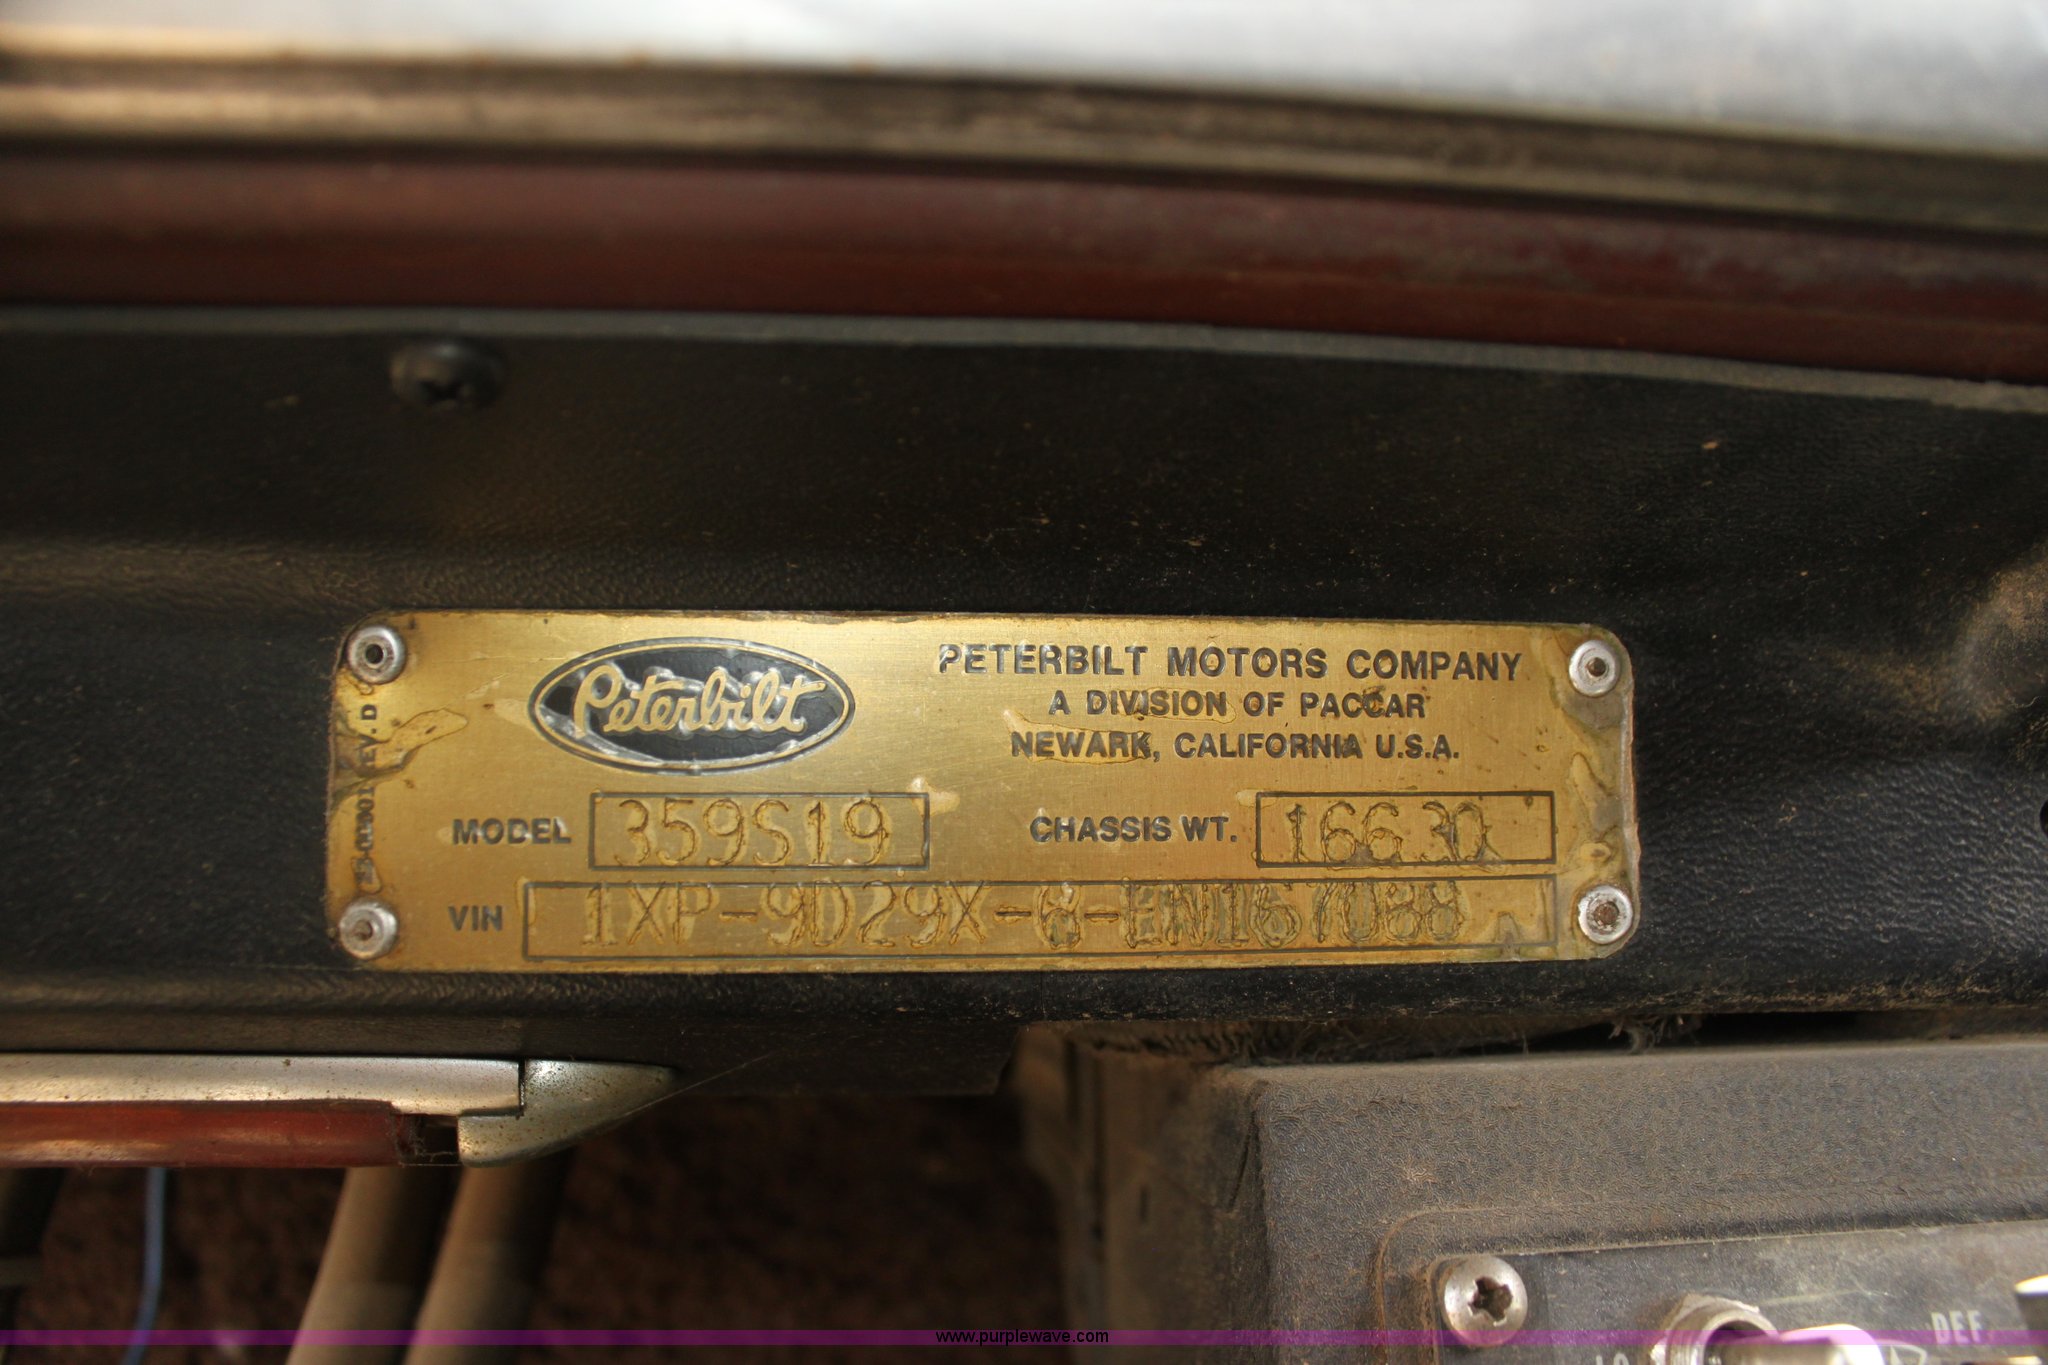 Peterbilt
PETERBILT MOTORS COMPANY
A DIVISION OF PACCAR
NEWARK, CALIFORNIA U.S.A.
MODEL 359S19 CHASSIS WT. 16630
VIN 1XP-9D29X-6-EN167088
REV. D
DEF.
www.purplewave.com